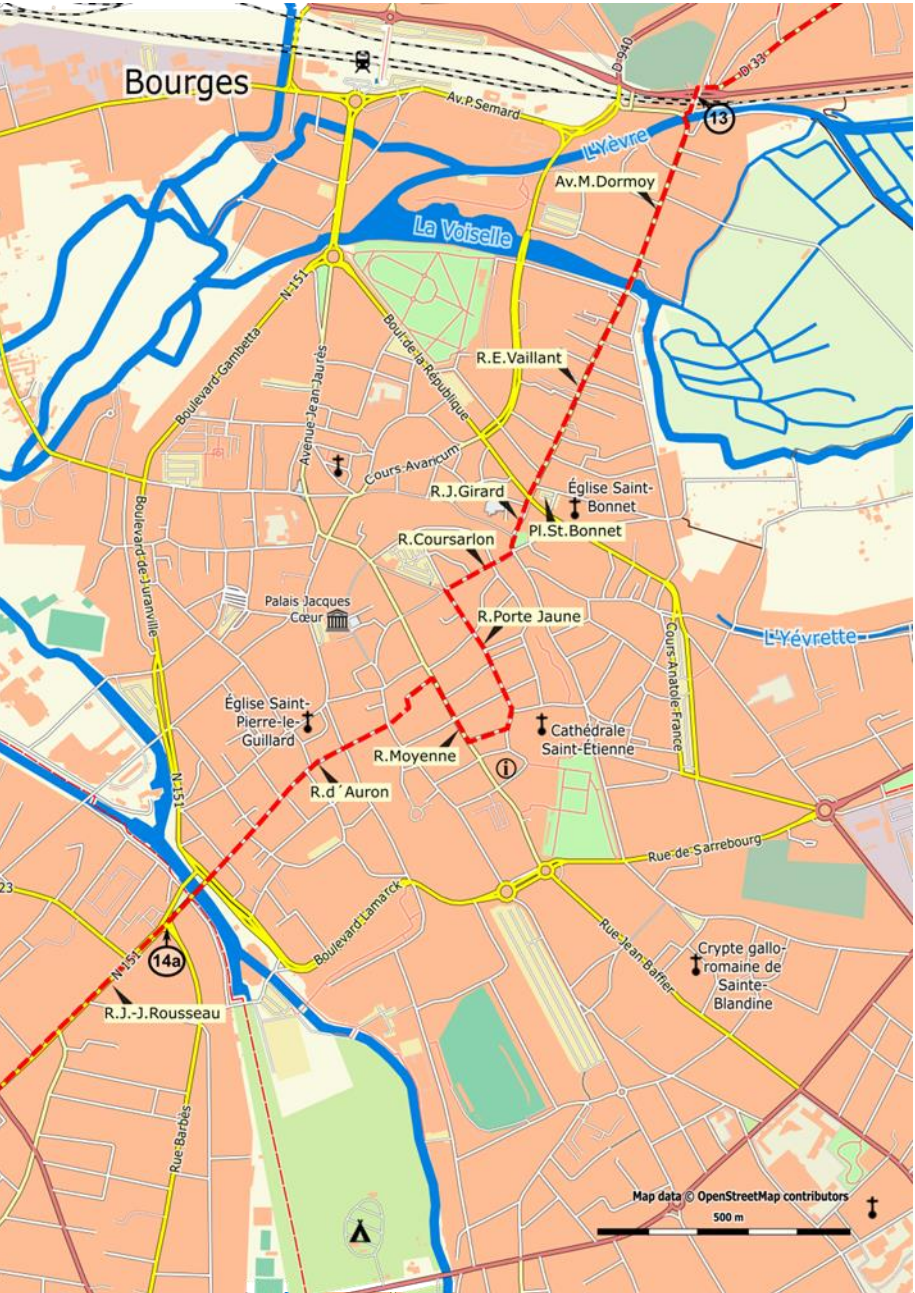 D 940
D 33
Bourges
Av.P.Semard
13
L'Yèvre
Av.M.Dormoy
La Voiselle
N 151
Boulevard Gambetta
Boul.de la République
R.E.Vaillant
Avenue Jean Jaurès
Cours Avaricum
R.J.Girard
Église Saint-
Bonnet
Pl.St.Bonnet
R.Coursarlon
Boulevard de Juranville
Palais Jacques
Cœur
R.Porte Jaune
L'Yévrette
Cours Anatole France
Église Saint-
Pierre-le-
Guillard
Cathédrale
Saint-Étienne
R.Moyenne
i
R.d´Auron
N 151
Rue de Sarrebourg
23
Boulevard Lamarck
Rue Jean Baffier
Crypte gallo-
romaine de
Sainte-
Blandine
14a
N 151
R.J.-J.Rousseau
Rue Barbès
Map data © OpenStreetMap contributors
500 m